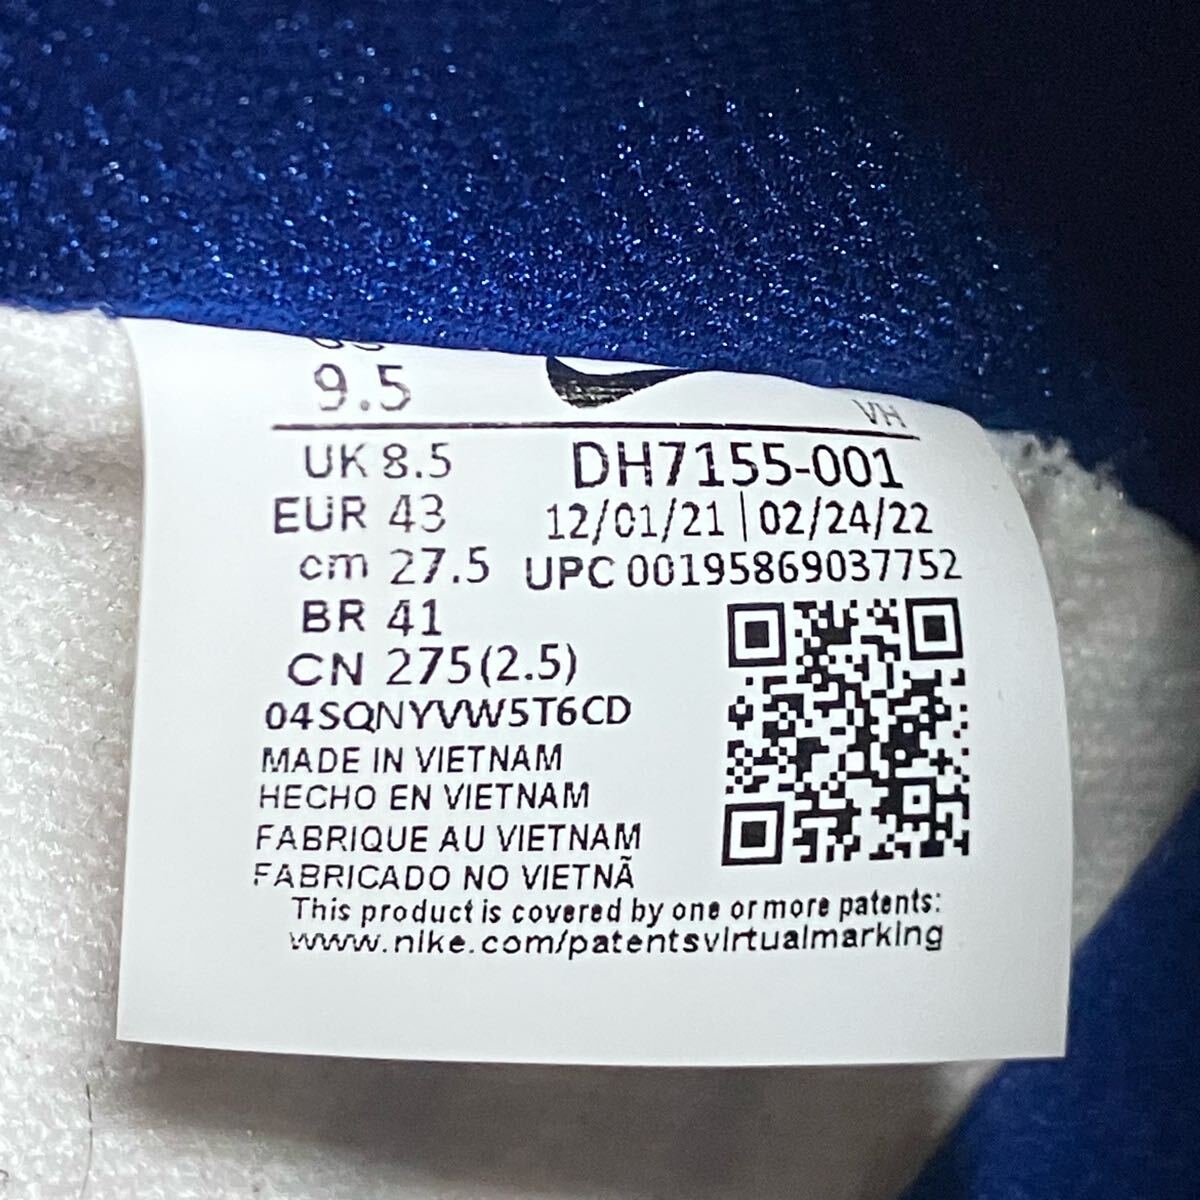 9.5
VH
UK 8.5
DH7155-001
EUR 43
12/01/21 | 02/24/22
cm 27.5
UPC 00195869037752
BR 41
CN 275(2.5)
04SQNYVW5T6CD
MADE IN VIETNAM
HECHO EN VIETNAM
FABRIQUE AU VIETNAM
FABRICADO NO VIETNÃ
This product is covered by one or more patents:
www.nike.com/patentsvirtualmarking